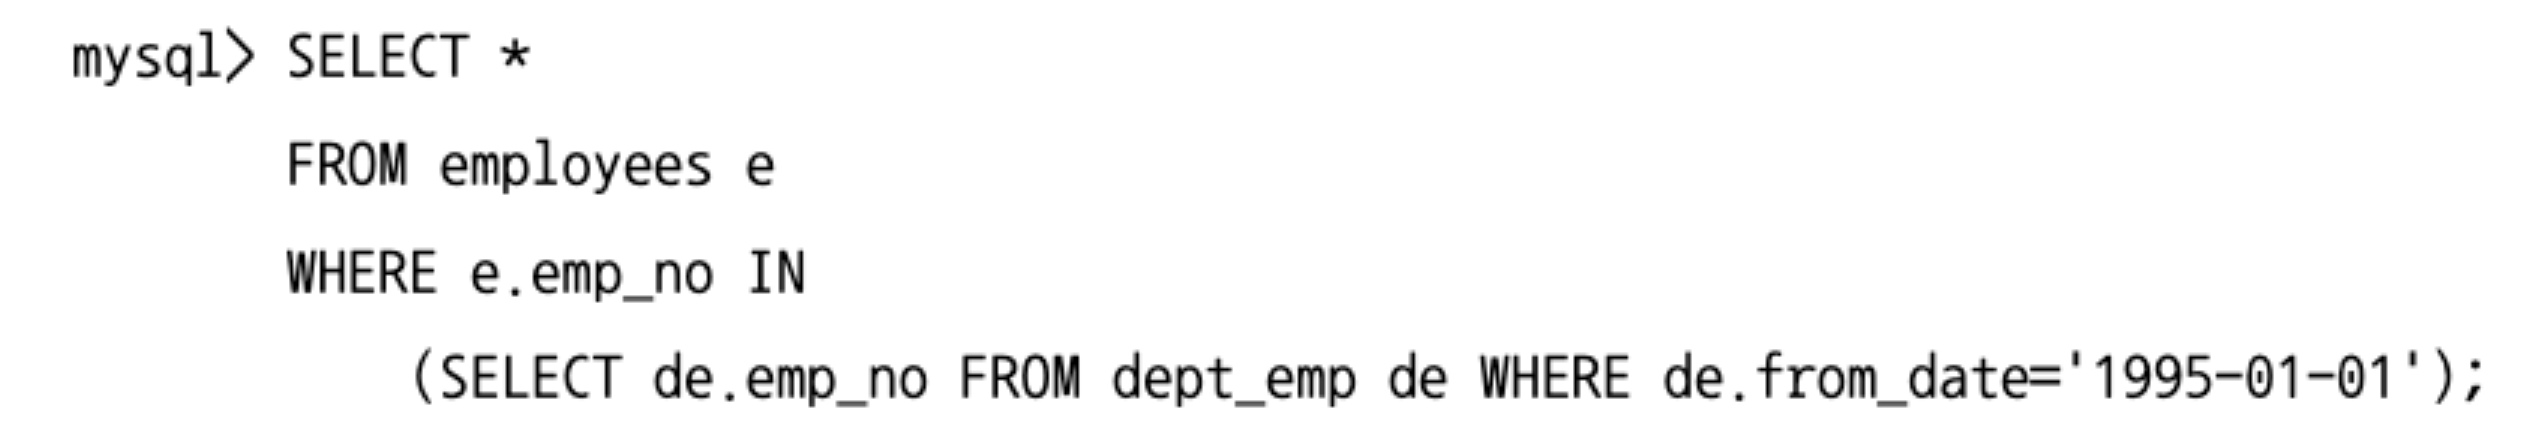 mysql> SELECT *
FROM employees e
WHERE e.emp_no IN
(SELECT de.emp_no FROM dept_emp de WHERE de.from_date='1995-01-01');